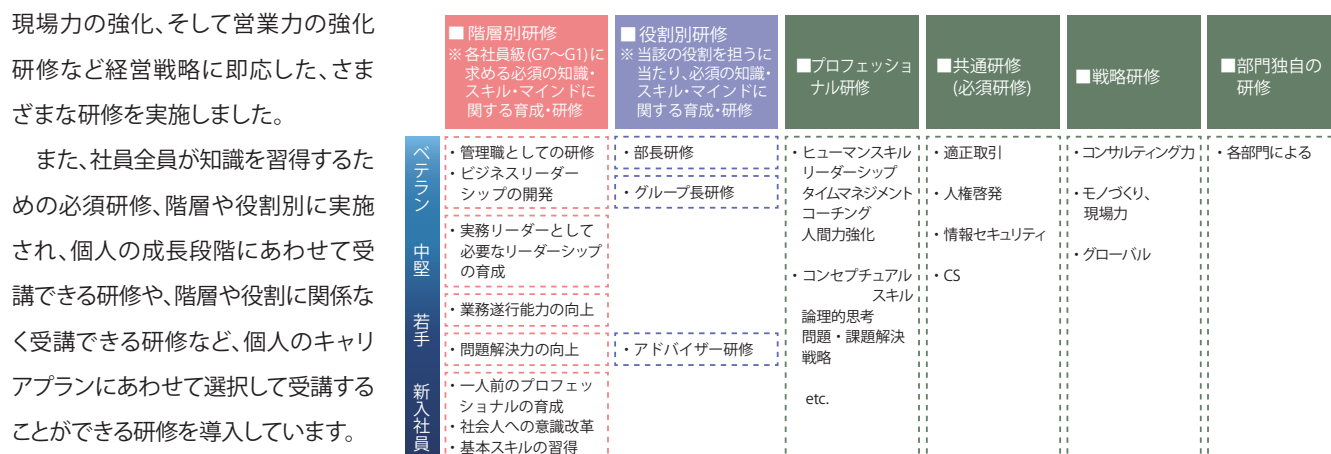 現場力の強化、そして営業力の強化
研修など経営戦略に即応した、さま
ざまな研修を実施しました。
また、社員全員が知識を習得するた
めの必須研修、階層や役割別に実施
され、個人の成長段階にあわせて受
講できる研修や、階層や役割に関係な
く受講できる研修など、個人のキャリ
アプランにあわせて選択して受講する
ことができる研修を導入しています。
■ 階層別研修
※ 各社員級(G7〜G1)に
求める必須の知識・
スキル・マインドに
関する育成・研修
■ 役割別研修
※ 当該の役割を担うに
当たり、必須の知識・
スキル・マインドに
関する育成・研修
■プロフェッショ
ナル研修
■共通研修
(必須研修)
■戦略研修
■部門独自の
研修
ベテラン
中堅
若手
新入社員
・管理職としての研修
・ビジネスリーダー
シップの開発
・実務リーダーとして
必要なリーダーシップ
の育成
・業務遂行能力の向上
・問題解決力の向上
・一人前のプロフェッ
ショナルの育成
・社会人への意識改革
・基本スキルの習得
・部長研修
・グループ長研修
・アドバイザー研修
・ヒューマンスキル
リーダーシップ
タイムマネジメント
コーチング
人間力強化
・コンセプチュアル
スキル
論理的思考
問題・課題解決
戦略
etc.
・適正取引
・人権啓発
・情報セキュリティ
・CS
・コンサルティング力
・モノづくり、
現場力
・グローバル
・各部門による